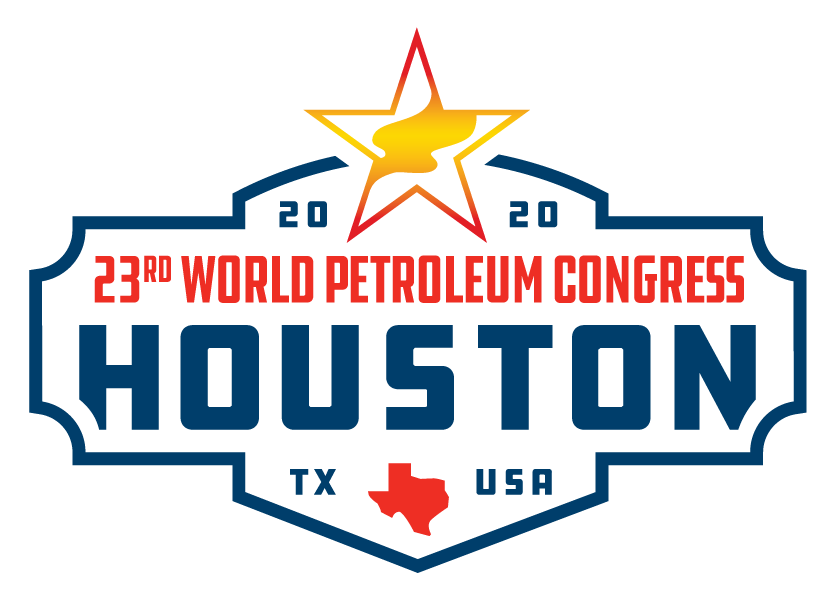 20 20
23RD WORLD PETROLEUM CONGRESS
HOUSTON
TX USA